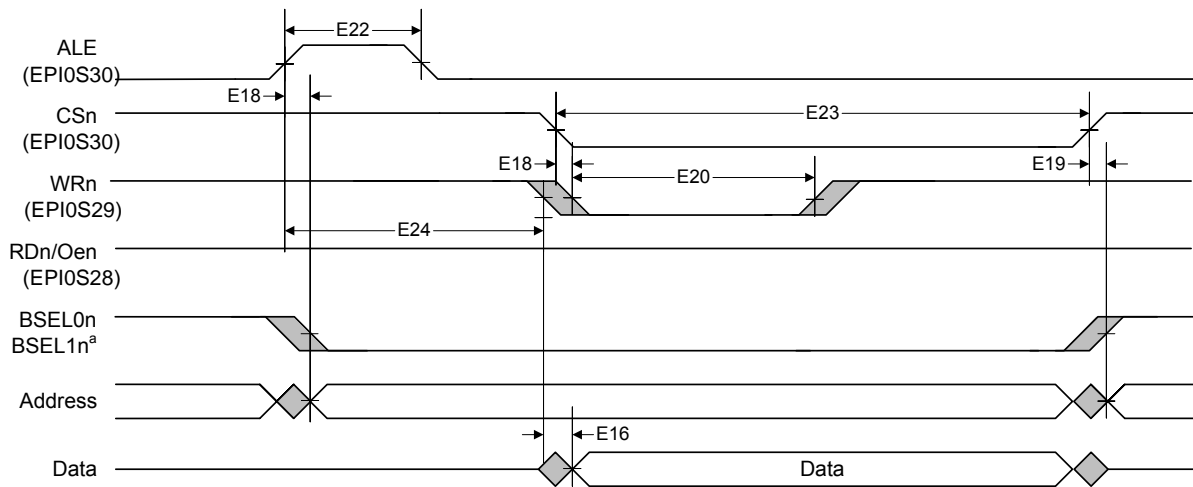 E22
ALE
(EPI0S30)
E18
CSn
(EPI0S30)
E23
E18
E20
E19
WRn
(EPI0S29)
E24
RDn/Oen
(EPI0S28)
BSEL0n
BSEL1nª
Address
E16
Data
Data